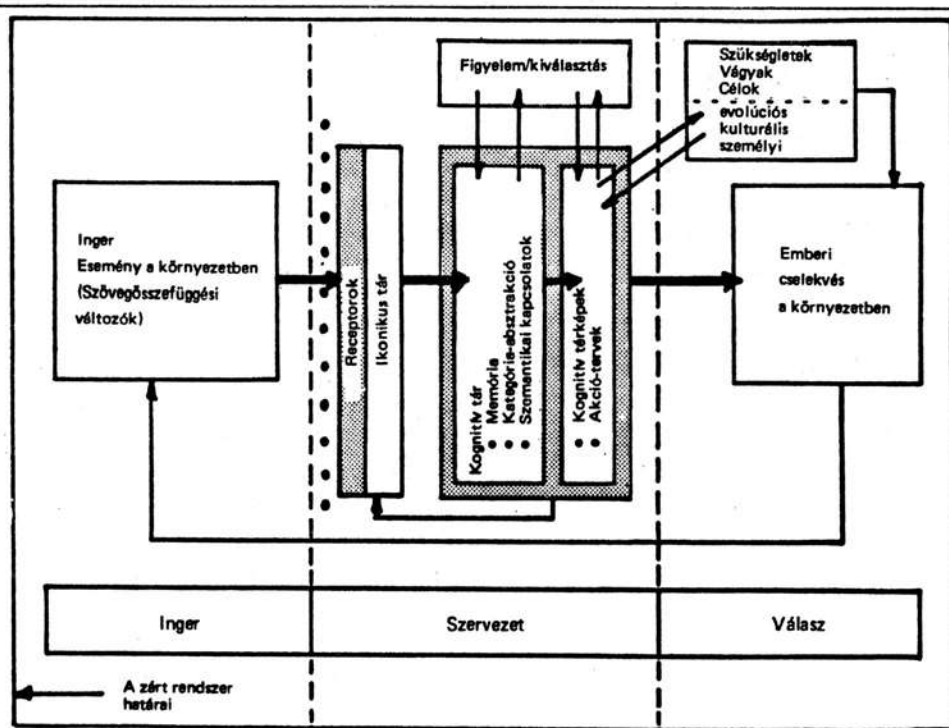 Figyelem/kiválasztás
Szükségletek
Vágyak
Célok
evolúciós
kulturális
személyi
Inger
Esemény a környezetben
(Szövegösszefüggési
változók)
Receptorok
Ikonikus tár
Kognitív tár
• Memória
• Kategória-absztrakció
• Szemantikai kapcsolatok
• Kognitív térképek
• Akció-tervek
Emberi
cselekvés
a környezetben
Inger
Szervezet
Válasz
A zárt rendszer
határai